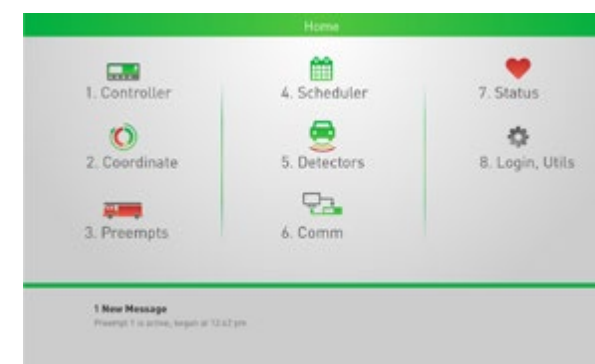 Home
1. Controller
2. Coordinate
3. Preempts
4. Scheduler
5. Detectors
6. Comm
7. Status
8. Login, Utils
1 New Message
Preempt 1 is active, began at 12:42 pm